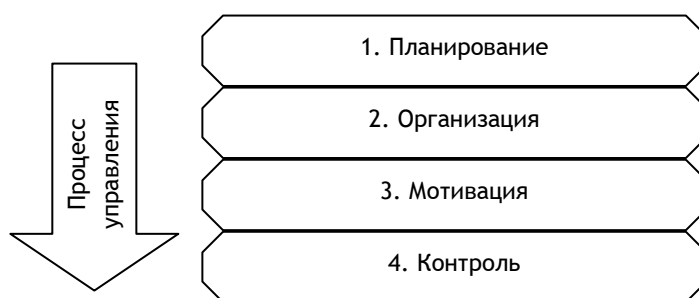 Процесс
управления
1. Планирование
2. Организация
3. Мотивация
4. Контроль